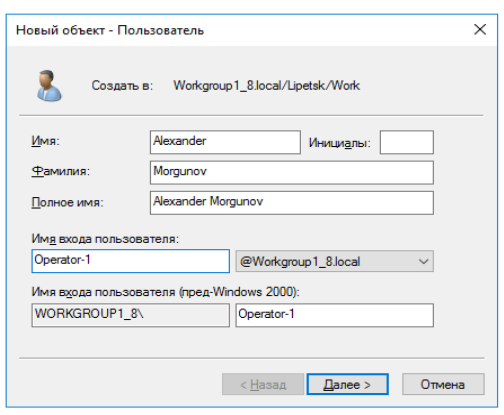 Новый объект - Пользователь
Создать в: Workgroup1_8.local/Lipetsk/Work
Имя: Alexander Инициалы:
Фамилия: Morgunov
Полное имя: Alexander Morgunov
Имя входа пользователя:
Operator-1 @Workgroup1_8.local
Имя входа пользователя (пред-Windows 2000):
WORKGROUP1_8\ Operator-1
< Назад Далее > Отмена